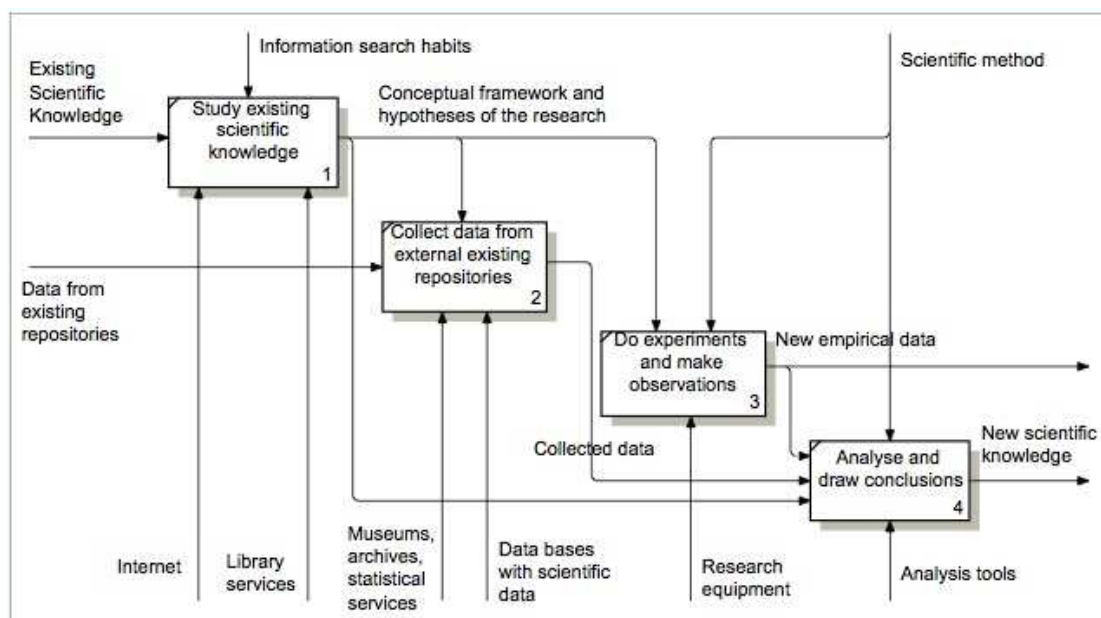 Information search habits
Existing
Scientific
Knowledge
Scientific method
Conceptual framework and
hypotheses of the research
Study existing
scientific
knowledge
1
Collect data from
external existing
repositories
2
Data from
existing
repositories
Do experiments
and make
observations
3
New empirical data
Collected data
New scientific
knowledge
Analyse and
draw conclusions
4
Internet
Library
services
Museums,
archives,
statistical
services
Data bases
with scientific
data
Research
equipment
Analysis tools